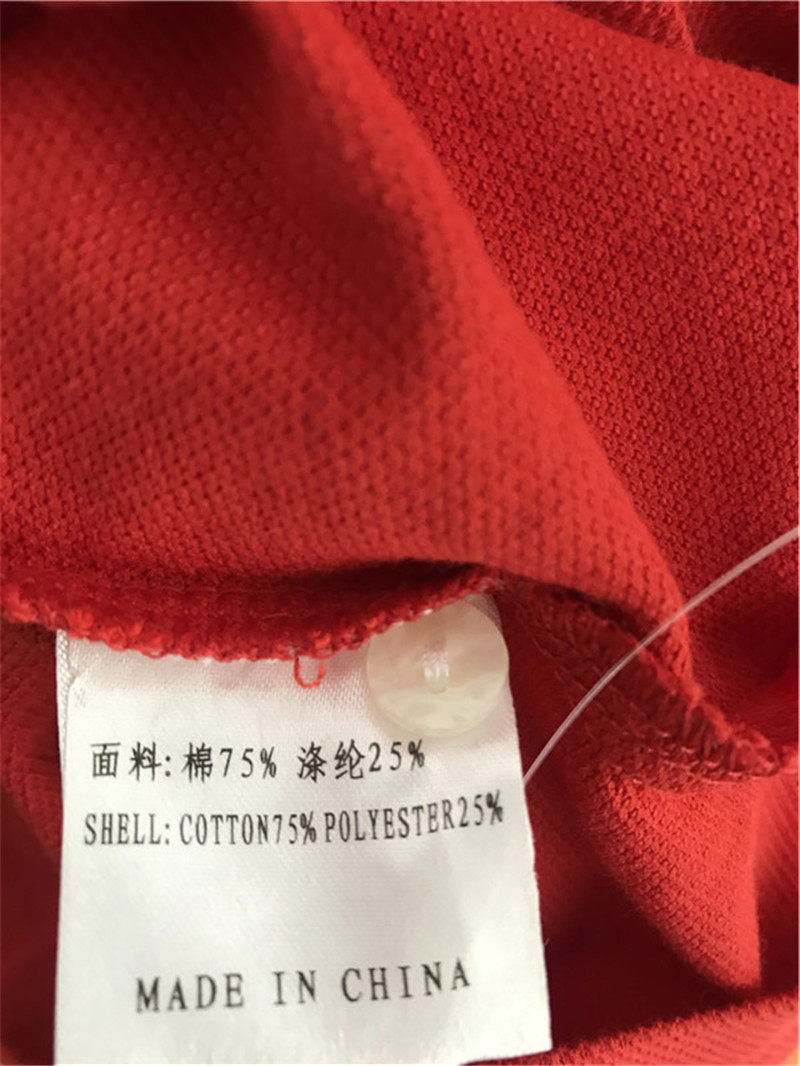 面料:棉75% 涤纶25%
SHELL:COTTON75%POLYESTER25%
MADE IN CHINA